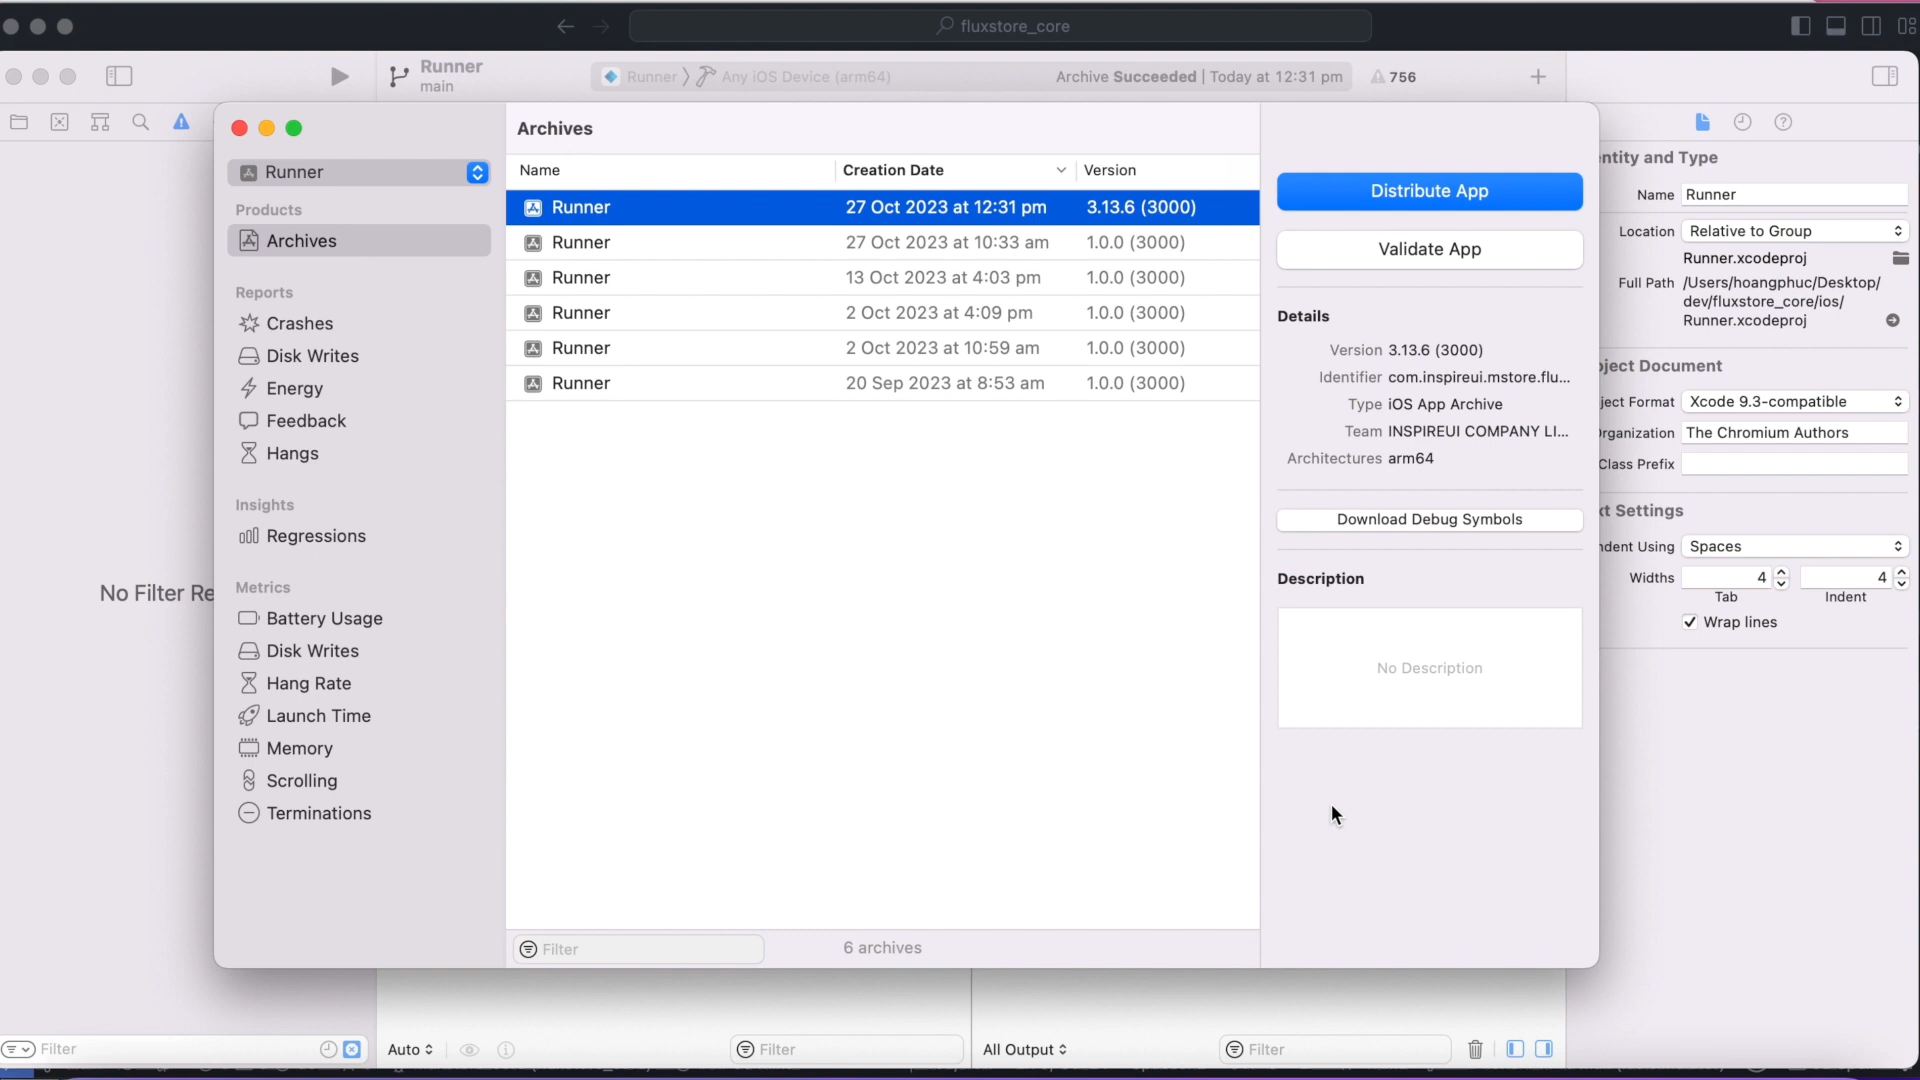 fluxstore_core
Runner
main
Runner
Any iOS Device (arm64)
Archive Succeeded | Today at 12:31 pm
756
Archives
Runner
Products
Archives
Reports
Crashes
Disk Writes
Energy
Feedback
Hangs
Insights
Regressions
Metrics
Battery Usage
Disk Writes
Hang Rate
Launch Time
Memory
Scrolling
Terminations
Name Creation Date Version
Runner 27 Oct 2023 at 12:31 pm 3.13.6 (3000)
Runner 27 Oct 2023 at 10:33 am 1.0.0 (3000)
Runner 13 Oct 2023 at 4:03 pm 1.0.0 (3000)
Runner 2 Oct 2023 at 4:09 pm 1.0.0 (3000)
Runner 2 Oct 2023 at 10:59 am 1.0.0 (3000)
Runner 20 Sep 2023 at 8:53 am 1.0.0 (3000)
Filter
6 archives
Distribute App
Validate App
Details
Version 3.13.6 (3000)
Identifier com.inspireui.mstore.flu...
Type iOS App Archive
Team INSPIREUI COMPANY LI...
Architectures arm64
Download Debug Symbols
Description
No Description
No Filter Re
entity and Type
Name Runner
Location Relative to Group
Runner.xcodeproj
Full Path /Users/hoangphuc/Desktop/
dev/fluxstore_core/ios/
Runner.xcodeproj
oject Document
ject Format Xcode 9.3-compatible
Organization The Chromium Authors
Class Prefix
xt Settings
ndent Using Spaces
Widths 4 4
Tab Indent
Wrap lines
Filter
Auto
Filter
All Output
Filter